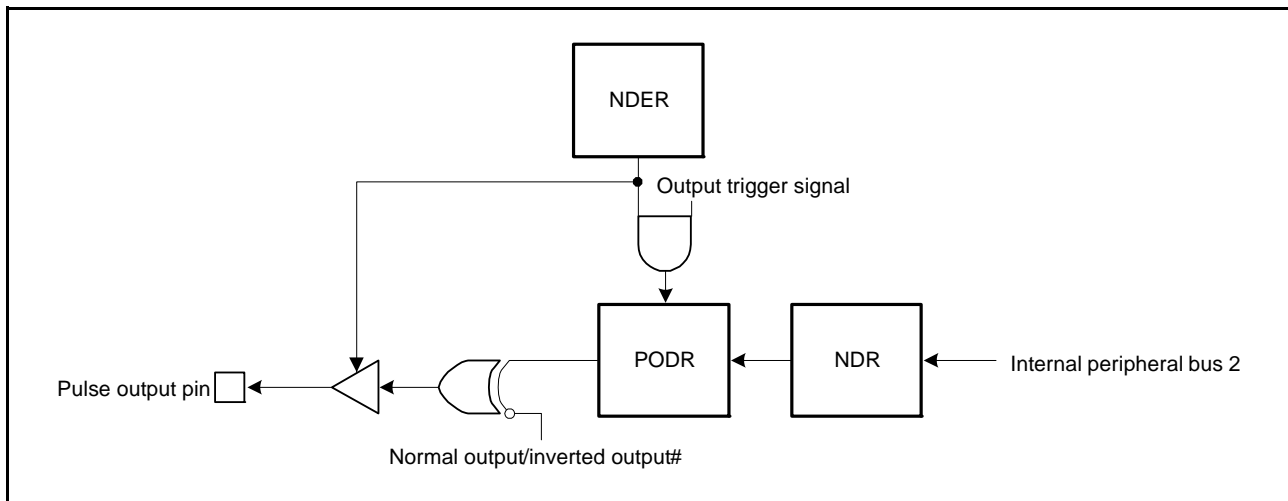 NDER
Output trigger signal
PODR
NDR
Internal peripheral bus 2
Pulse output pin
Normal output/inverted output#